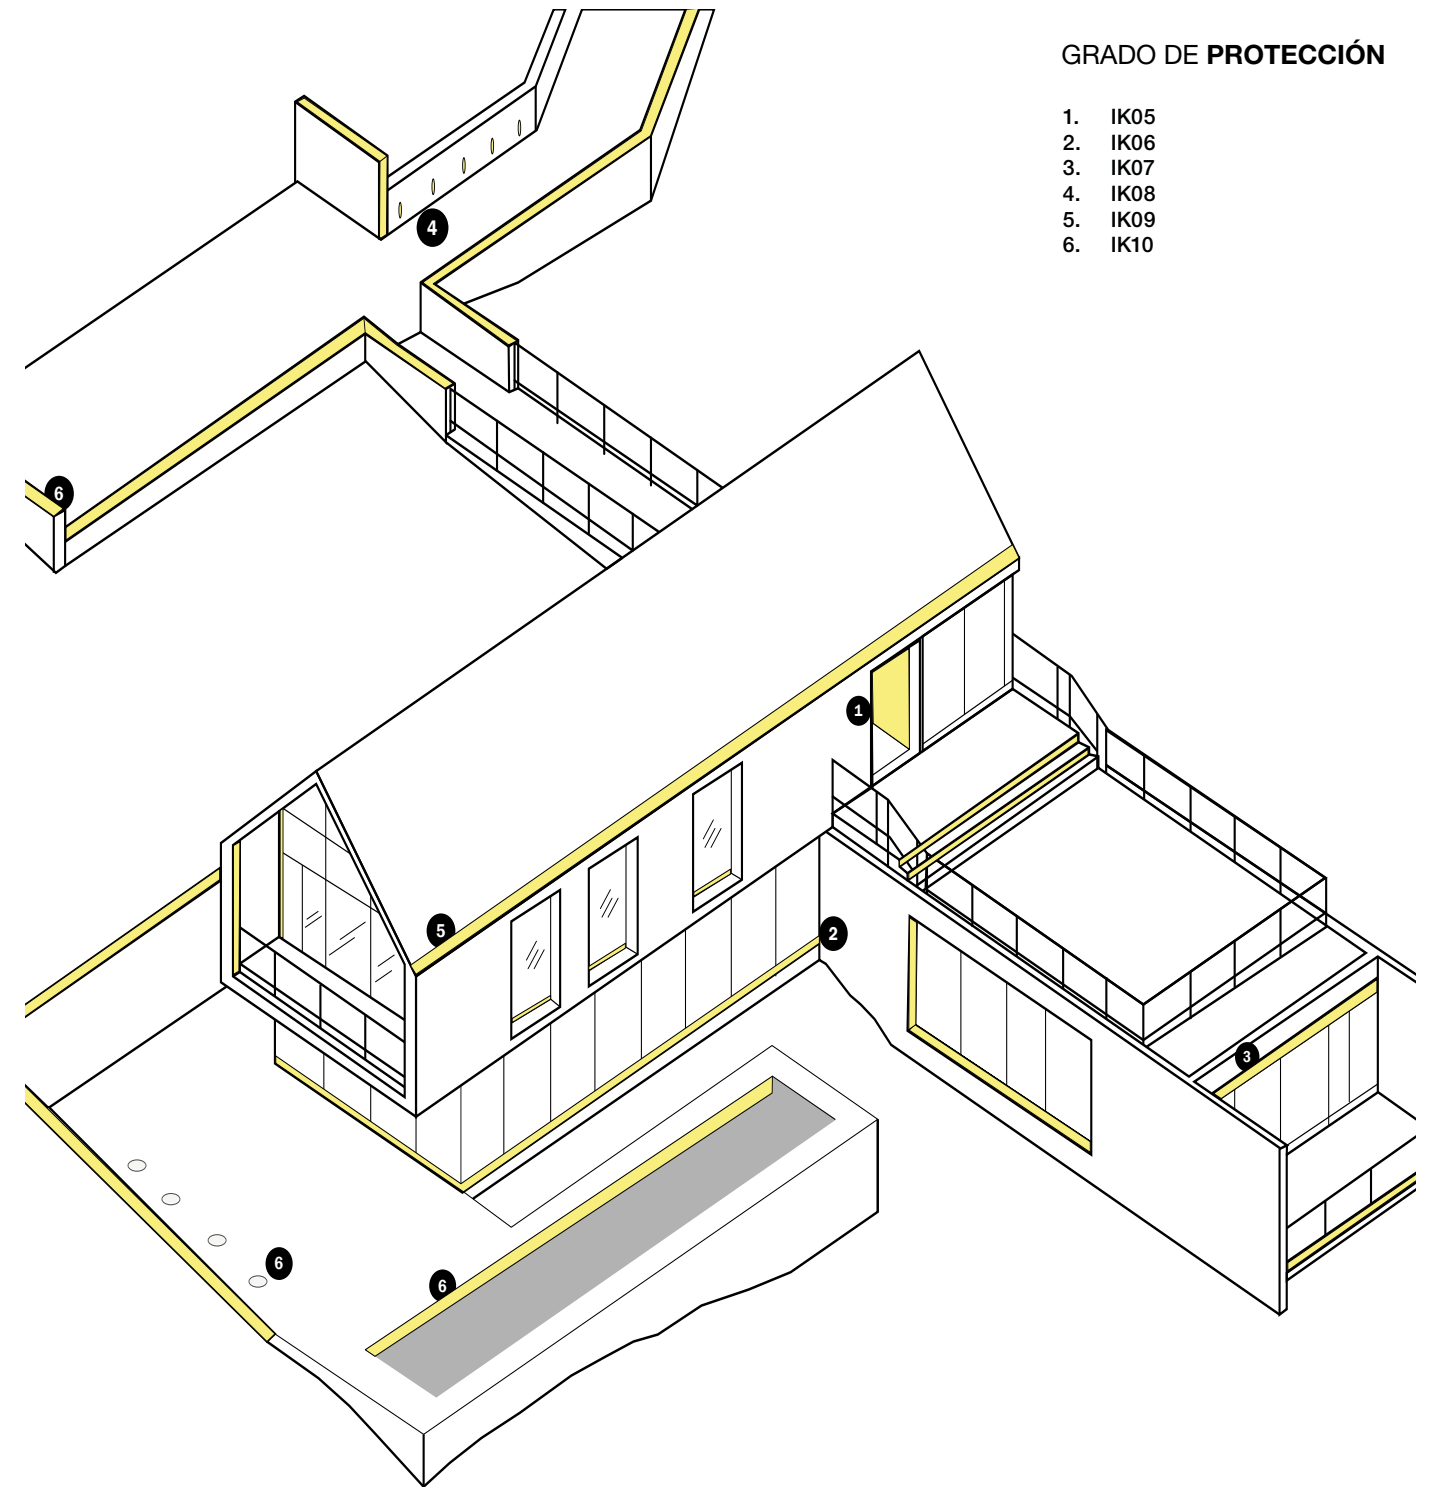 GRADO DE PROTECCIÓN
1. IK05
2. IK06
3. IK07
4. IK08
5. IK09
6. IK10
4
6
1
5
2
3
6
6